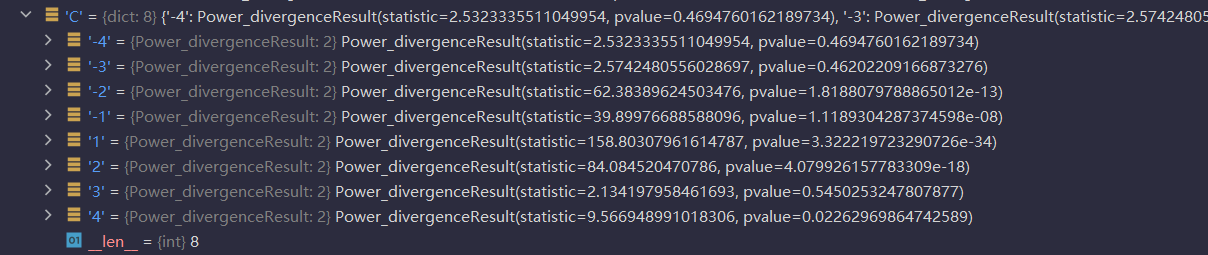 'C' = {dict: 8} {'-4': Power_divergenceResult(statistic=2.5323335511049954, pvalue=0.4694760162189734), '-3': Power_divergenceResult(statistic=2.57424805
'-4' = {Power_divergenceResult: 2} Power_divergenceResult(statistic=2.5323335511049954, pvalue=0.4694760162189734)
'-3' = {Power_divergenceResult: 2} Power_divergenceResult(statistic=2.5742480556028697, pvalue=0.46202209166873276)
'-2' = {Power_divergenceResult: 2} Power_divergenceResult(statistic=62.38389624503476, pvalue=1.8188079788865012e-13)
'-1' = {Power_divergenceResult: 2} Power_divergenceResult(statistic=39.89976688588096, pvalue=1.1189304287374598e-08)
'1' = {Power_divergenceResult: 2} Power_divergenceResult(statistic=158.80307961614787, pvalue=3.322219723290726e-34)
'2' = {Power_divergenceResult: 2} Power_divergenceResult(statistic=84.084520470786, pvalue=4.079926157783290​9e-18)
'3' = {Power_divergenceResult: 2} Power_divergenceResult(statistic=2.134197958461693, pvalue=0.5450253247807877)
'4' = {Power_divergenceResult: 2} Power_divergenceResult(statistic=9.566948991018306, pvalue=0.02262969864742589)
01 __len__ = {int} 8